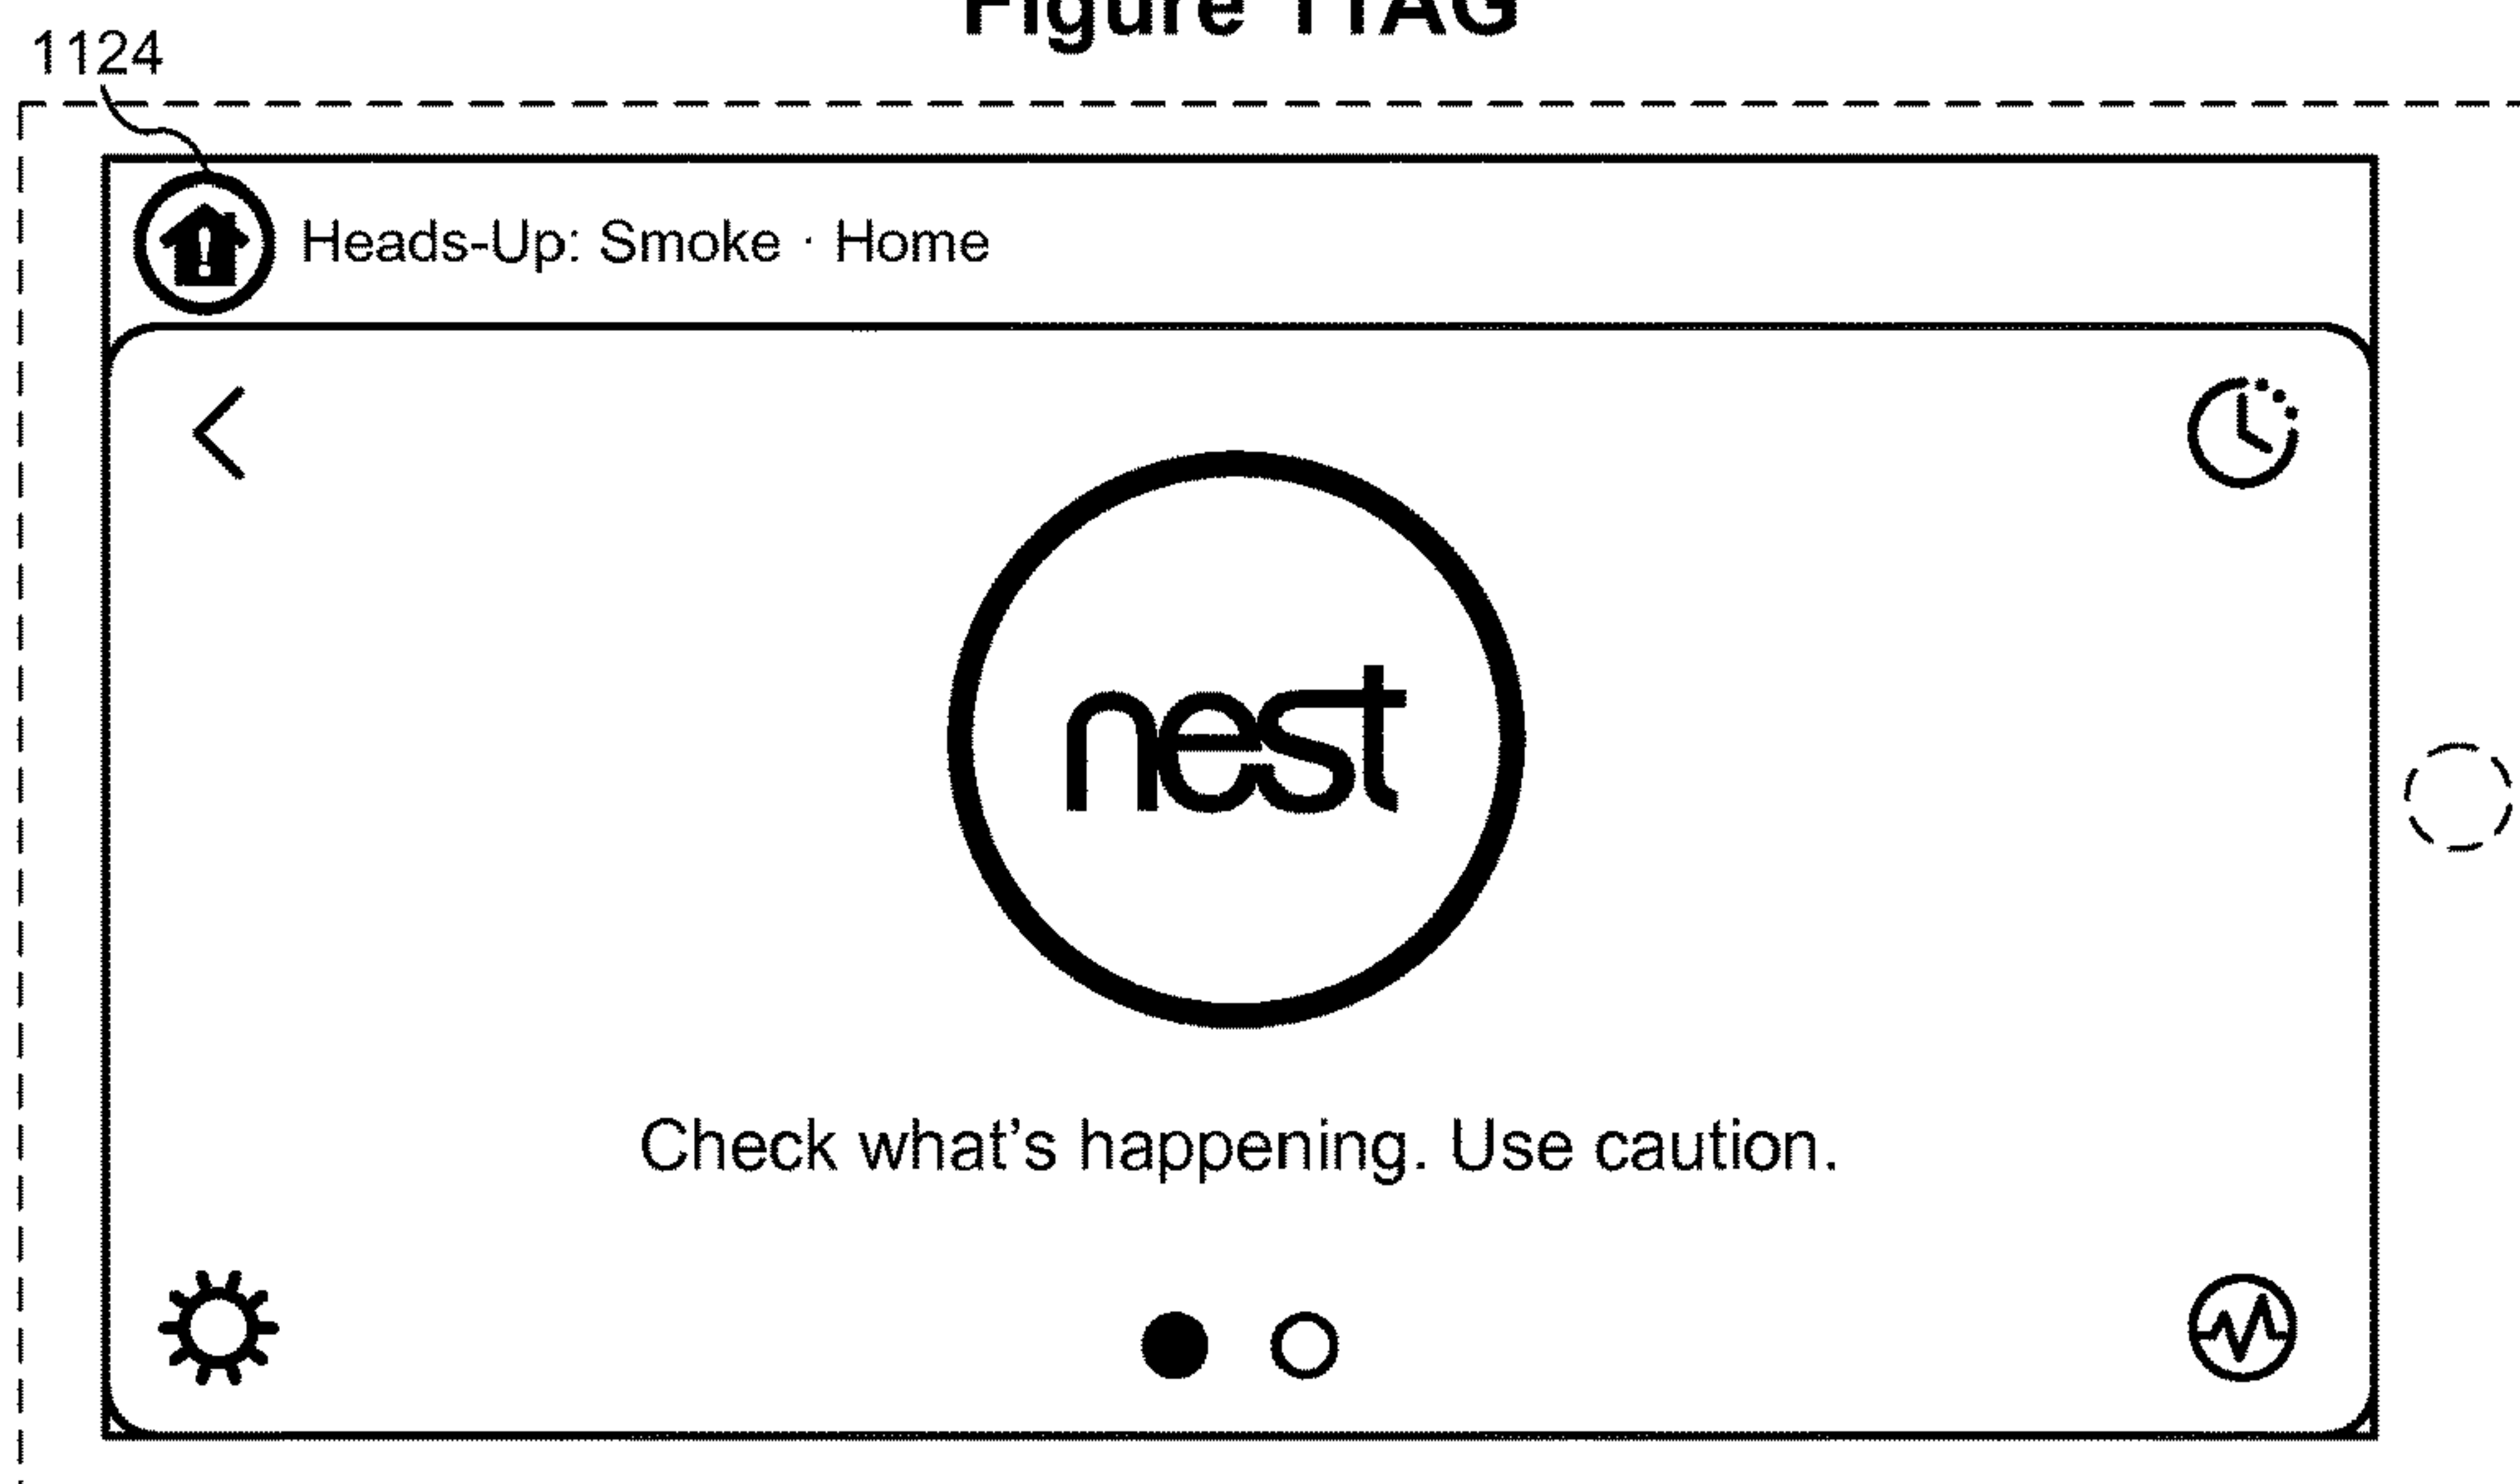 Figure 11AG
1124
Heads-Up: Smoke · Home
nest
Check what’s happening. Use caution.